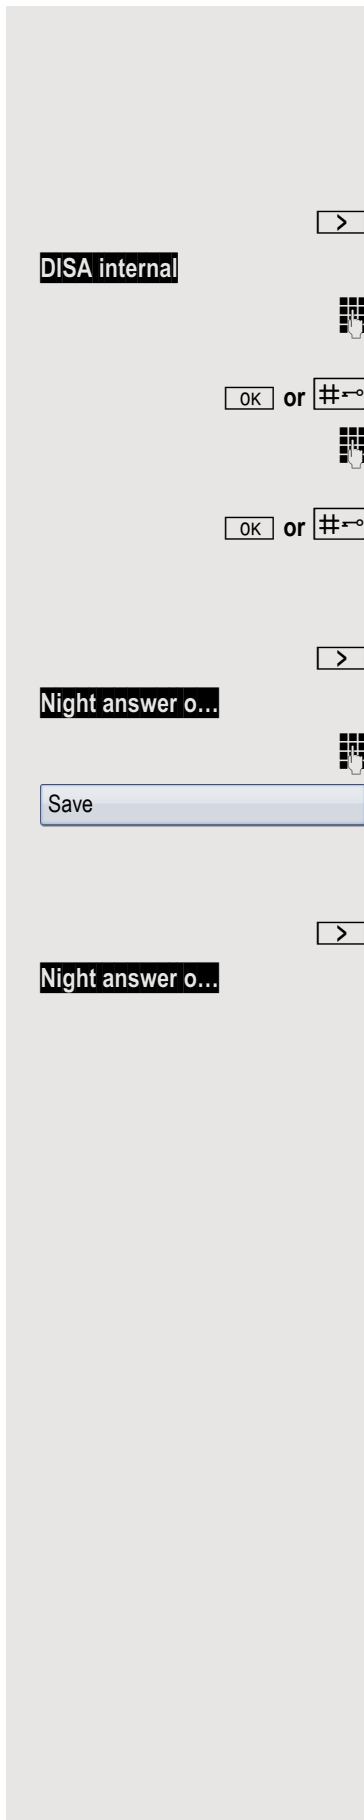 >
DISA internal
OK or #
OK or #
>
Night answer o...
Save
>
Night answer o...